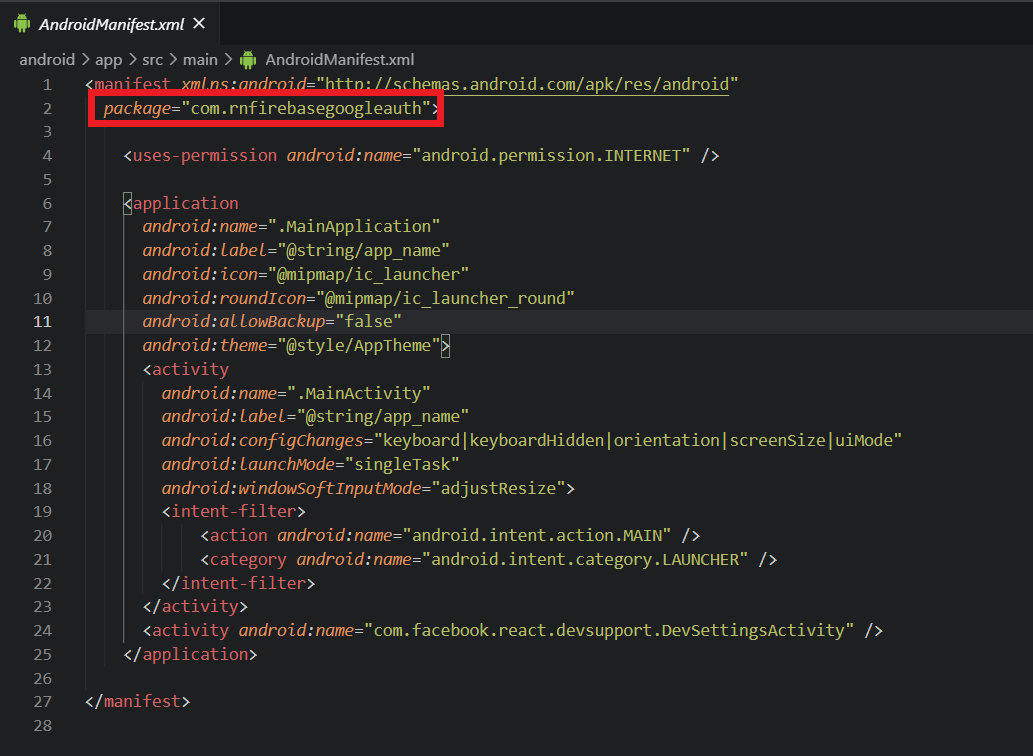 AndroidManifest.xml
android > app > src > main > AndroidManifest.xml
1 <manifest xmlns:android="http://schemas.android.com/apk/res/android"
2 package="com.rnfirebasegoogleauth">
3
4 <uses-permission android:name="android.permission.INTERNET" />
5
6 <application
7 android:name=".MainApplication"
8 android:label="@string/app_name"
9 android:icon="@mipmap/ic_launcher"
10 android:roundIcon="@mipmap/ic_launcher_round"
11 android:allowBackup="false"
12 android:theme="@style/AppTheme">
13 <activity
14 android:name=".MainActivity"
15 android:label="@string/app_name"
16 android:configChanges="keyboard|keyboardHidden|orientation|screenSize|uiMode"
17 android:launchMode="singleTask"
18 android:windowSoftInputMode="adjustResize">
19 <intent-filter>
20 <action android:name="android.intent.action.MAIN" />
21 <category android:name="android.intent.category.LAUNCHER" />
22 </intent-filter>
23 </activity>
24 <activity android:name="com.facebook.react.devsupport.DevSettingsActivity" />
25 </application>
26
27 </manifest>
28